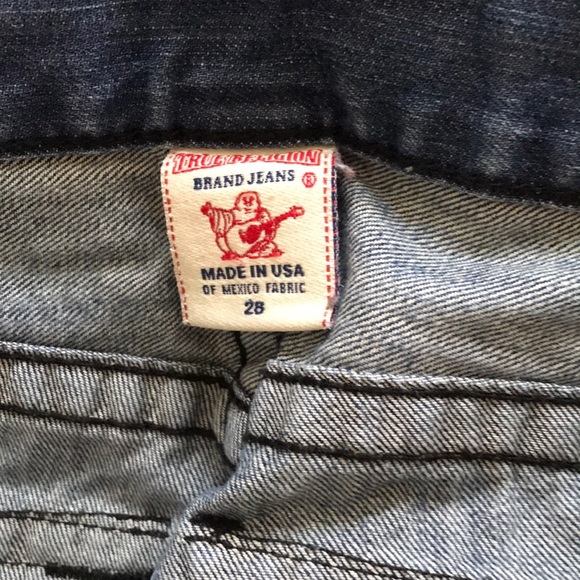 TRUE RELIGION
BRAND JEANS ®
MADE IN USA
OF MEXICO FABRIC
28